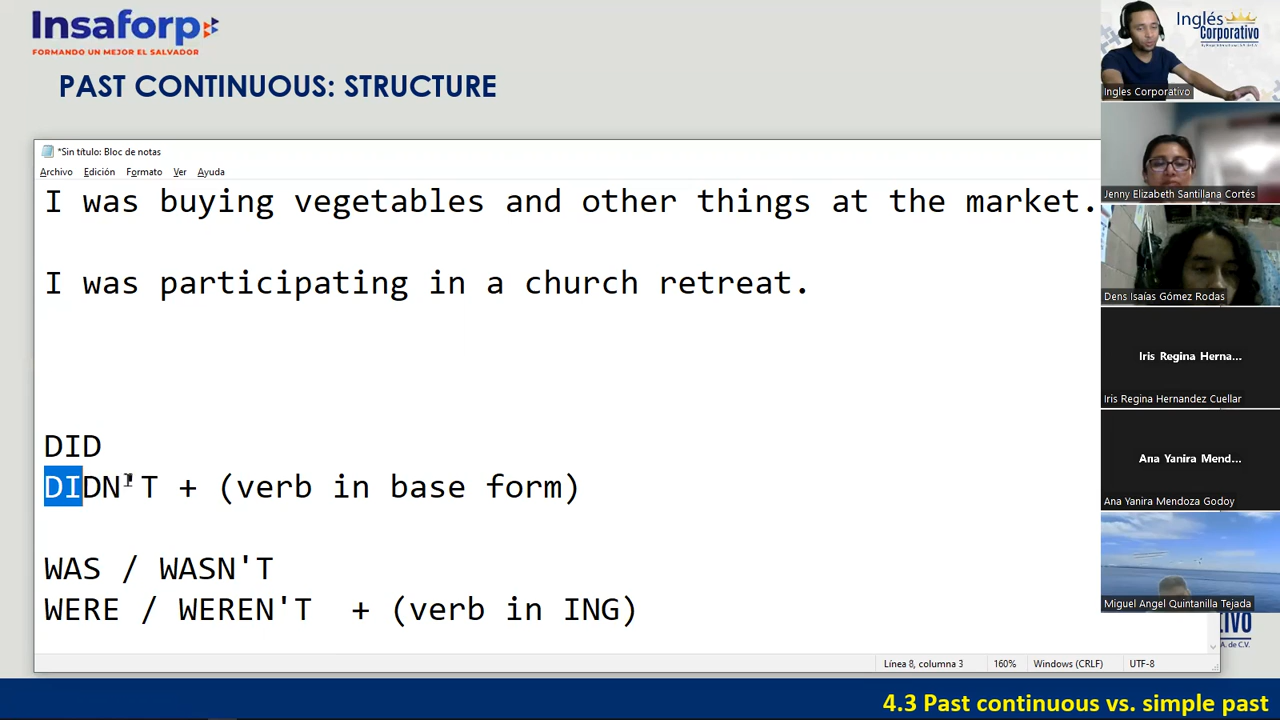 Insaforp
FORMANDO UN MEJOR EL SALVADOR
PAST CONTINUOUS: STRUCTURE
*Sin título: Bloc de notas
Archivo Edición Formato Ver Ayuda
I was buying vegetables and other things at the market.
I was participating in a church retreat.
DID
DIDN'T + (verb in base form)
WAS / WASN'T
WERE / WEREN'T + (verb in ING)
Línea 8, columna 3 160% Windows (CRLF) UTF-8
4.3 Past continuous vs. simple past
Inglés
Corporativo
Ingles Corporativo
Jenny Elizabeth Santillana Cortés
Dens Isaías Gómez Rodas
Iris Regina Herna...
Iris Regina Hernandez Cuellar
Ana Yanira Mend...
Ana Yanira Mendoza Godoy
Miguel Angel Quintanilla Tejada
A. de C.V.